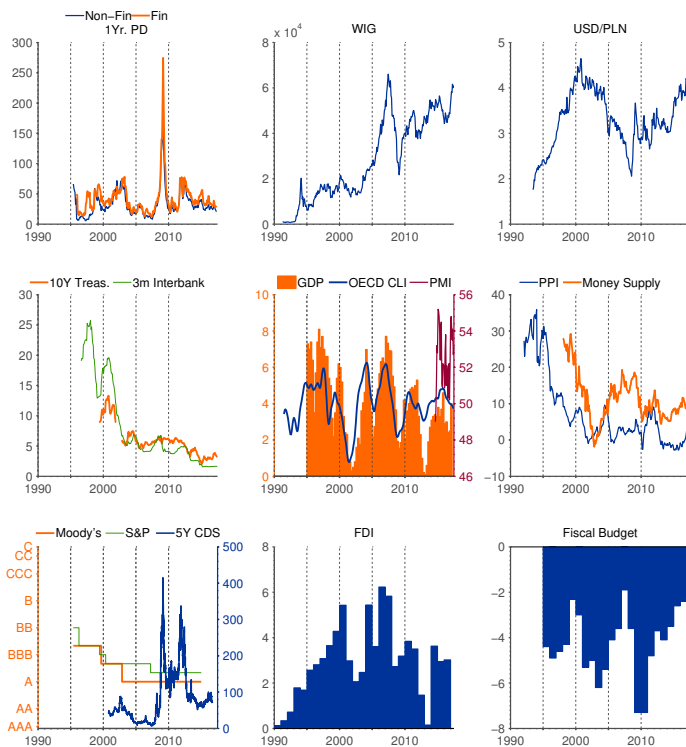 Non-Fin Fin
1Yr. PD
300
250
200
150
100
50
0
1990 2000 2010
x 10^4 WIG
8
6
4
2
0
1990 2000 2010
USD/PLN
5
4
3
2
1
1990 2000 2010
10Y Treas. 3m Interbank
30
25
20
15
10
5
0
1990 2000 2010
GDP OECD CLI PMI
10 56
8 54
6 52
4 50
2 48
0 46
1990 2000 2010
PPI Money Supply
40
30
20
10
0
-10
1990 2000 2010
Moody's S&P 5Y CDS
C 500
CC
CCC 400
B 300
BB
BBB 200
A 100
AA
AAA 0
1990 2000 2010
FDI
8
6
4
2
0
1990 2000 2010
Fiscal Budget
0
-2
-4
-6
-8
1990 2000 2010